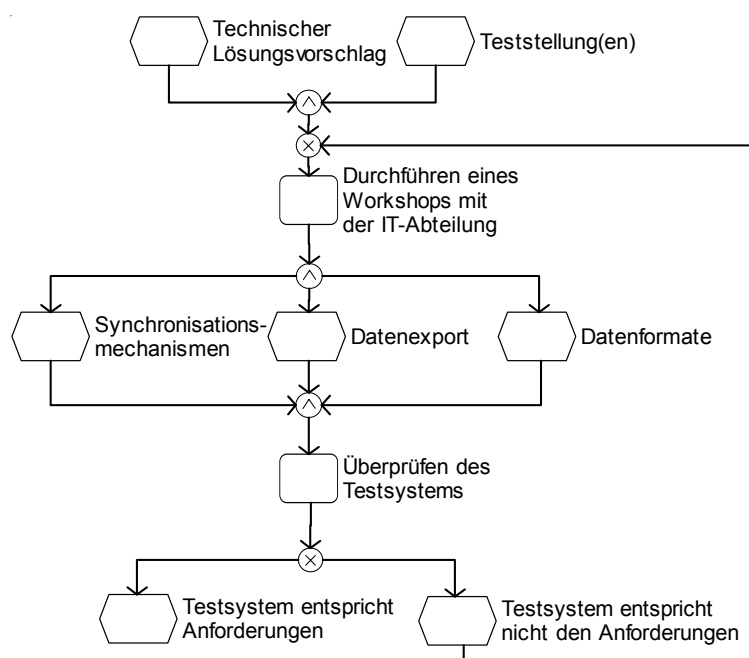 Technischer
Lösungsvorschlag
Teststellung(en)
Durchführen eines
Workshops mit
der IT-Abteilung
Synchronisations-
mechanismen
Datenexport
Datenformate
Überprüfen des
Testsystems
Testsystem entspricht
Anforderungen
Testsystem entspricht
nicht den Anforderungen